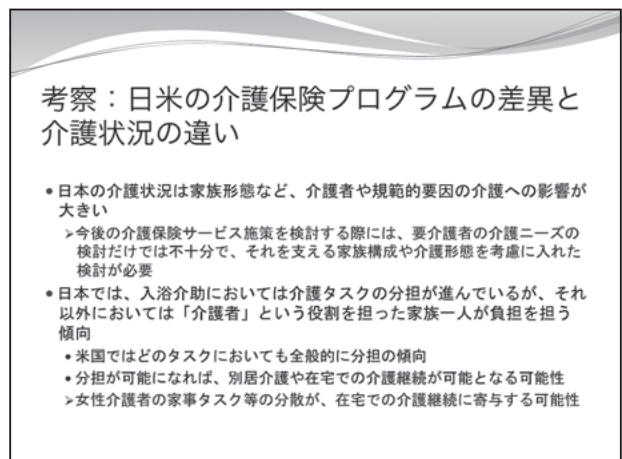 考察：日米の介護保険プログラムの差異と
介護状況の違い
•日本の介護状況は家族形態など、介護者や規範的要因の介護への影響が
大きい
➢今後の介護保険サービス施策を検討する際には、要介護者の介護ニーズの
検討だけでは不十分で、それを支える家族構成や介護形態を考慮に入れた
検討が必要
•日本では、入浴介助においては介護タスクの分担が進んでいるが、それ
以外においては「介護者」という役割を担った家族一人が負担を担う
傾向
•米国ではどのタスクにおいても全般的に分担の傾向
•分担が可能になれば、別居介護や在宅での介護継続が可能となる可能性
➢女性介護者の家事タスク等の分散が、在宅での介護継続に寄与する可能性